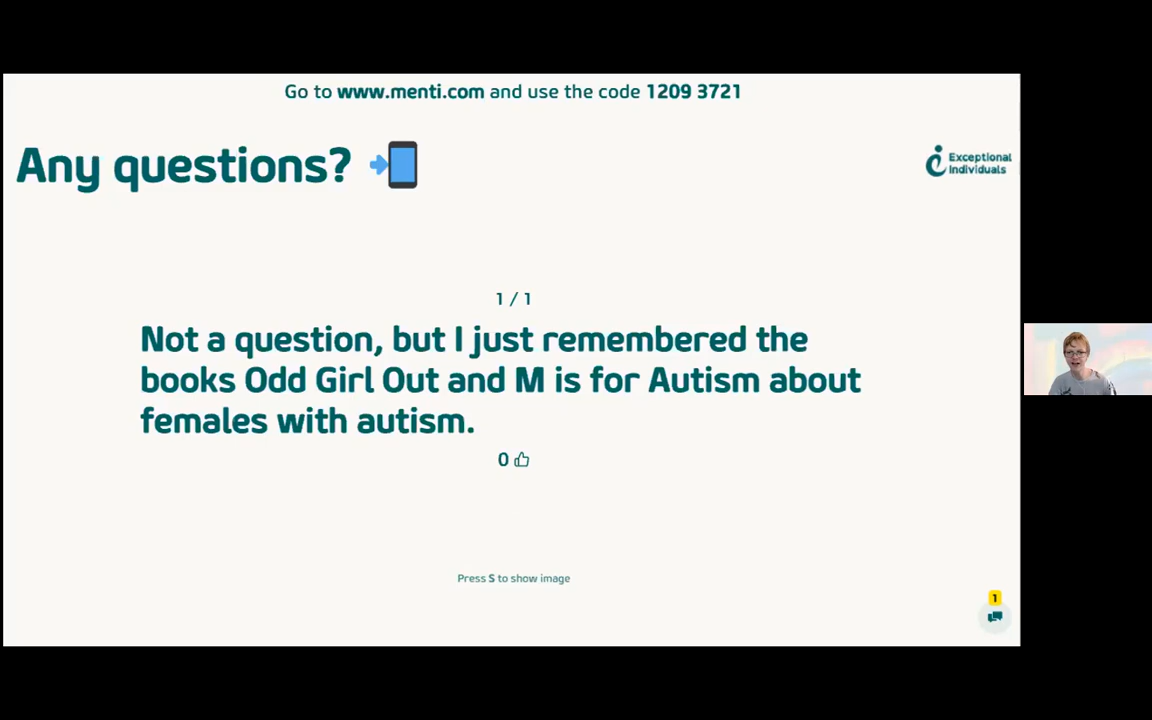 Go to www.menti.com and use the code 1209 3721
Any questions?
Exceptional
Individuals
1 / 1
Not a question, but I just remembered the
books Odd Girl Out and M is for Autism about
females with autism.
0
Press S to show image
1